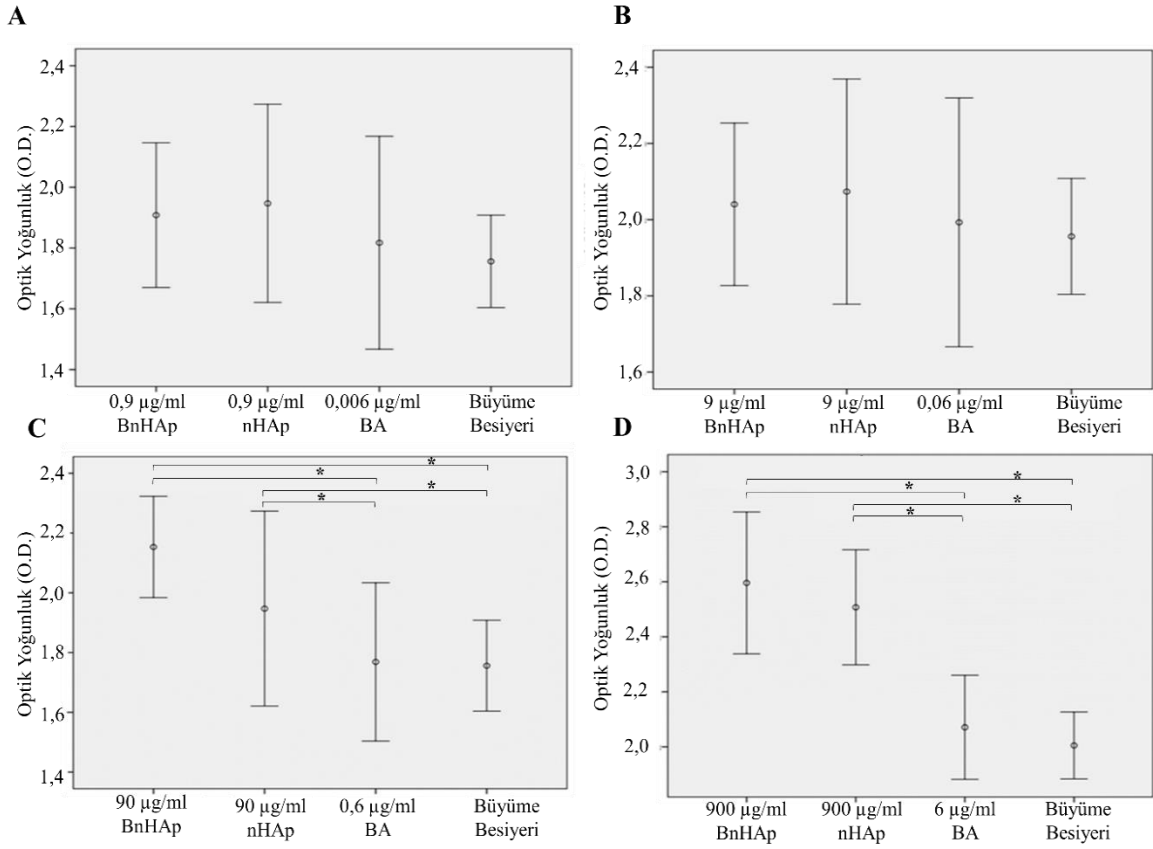 A
Optik Yoğunluk (O.D.)
2,4
2,2
2,0
1,8
1,6
1,4
0,9 µg/ml
BnHAp
0,9 µg/ml
nHAp
0,006 µg/ml
BA
Büyüme
Besiyeri
B
Optik Yoğunluk (O.D.)
2,4
2,2
2,0
1,8
1,6
9 µg/ml
BnHAp
9 µg/ml
nHAp
0,06 µg/ml
BA
Büyüme
Besiyeri
C
Optik Yoğunluk (O.D.)
2,4
2,2
2,0
1,8
1,6
1,4
*
*
*
*
90 µg/ml
BnHAp
90 µg/ml
nHAp
0,6 µg/ml
BA
Büyüme
Besiyeri
D
Optik Yoğunluk (O.D.)
3,0
2,8
2,6
2,4
2,2
2,0
*
*
*
*
900 µg/ml
BnHAp
900 µg/ml
nHAp
6 µg/ml
BA
Büyüme
Besiyeri